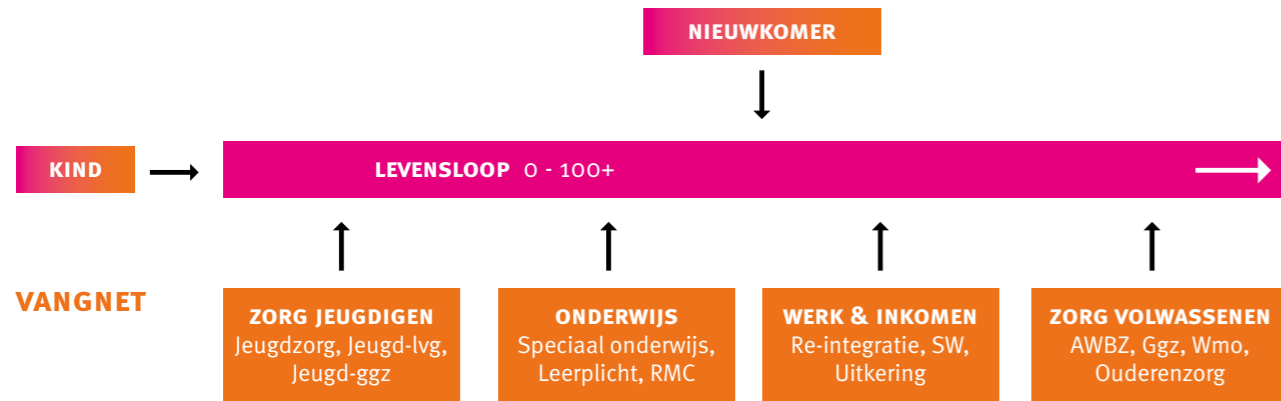 NIEUWKOMER
KIND
LEVENSLOOP 0 - 100+
VANGNET
ZORG JEUGDIGEN
Jeugdzorg, Jeugd-lvg,
Jeugd-ggz
ONDERWIJS
Speciaal onderwijs,
Leerplicht, RMC
WERK & INKOMEN
Re-integratie, SW,
Uitkering
ZORG VOLWASSENEN
AWBZ, Ggz, Wmo,
Ouderenzorg